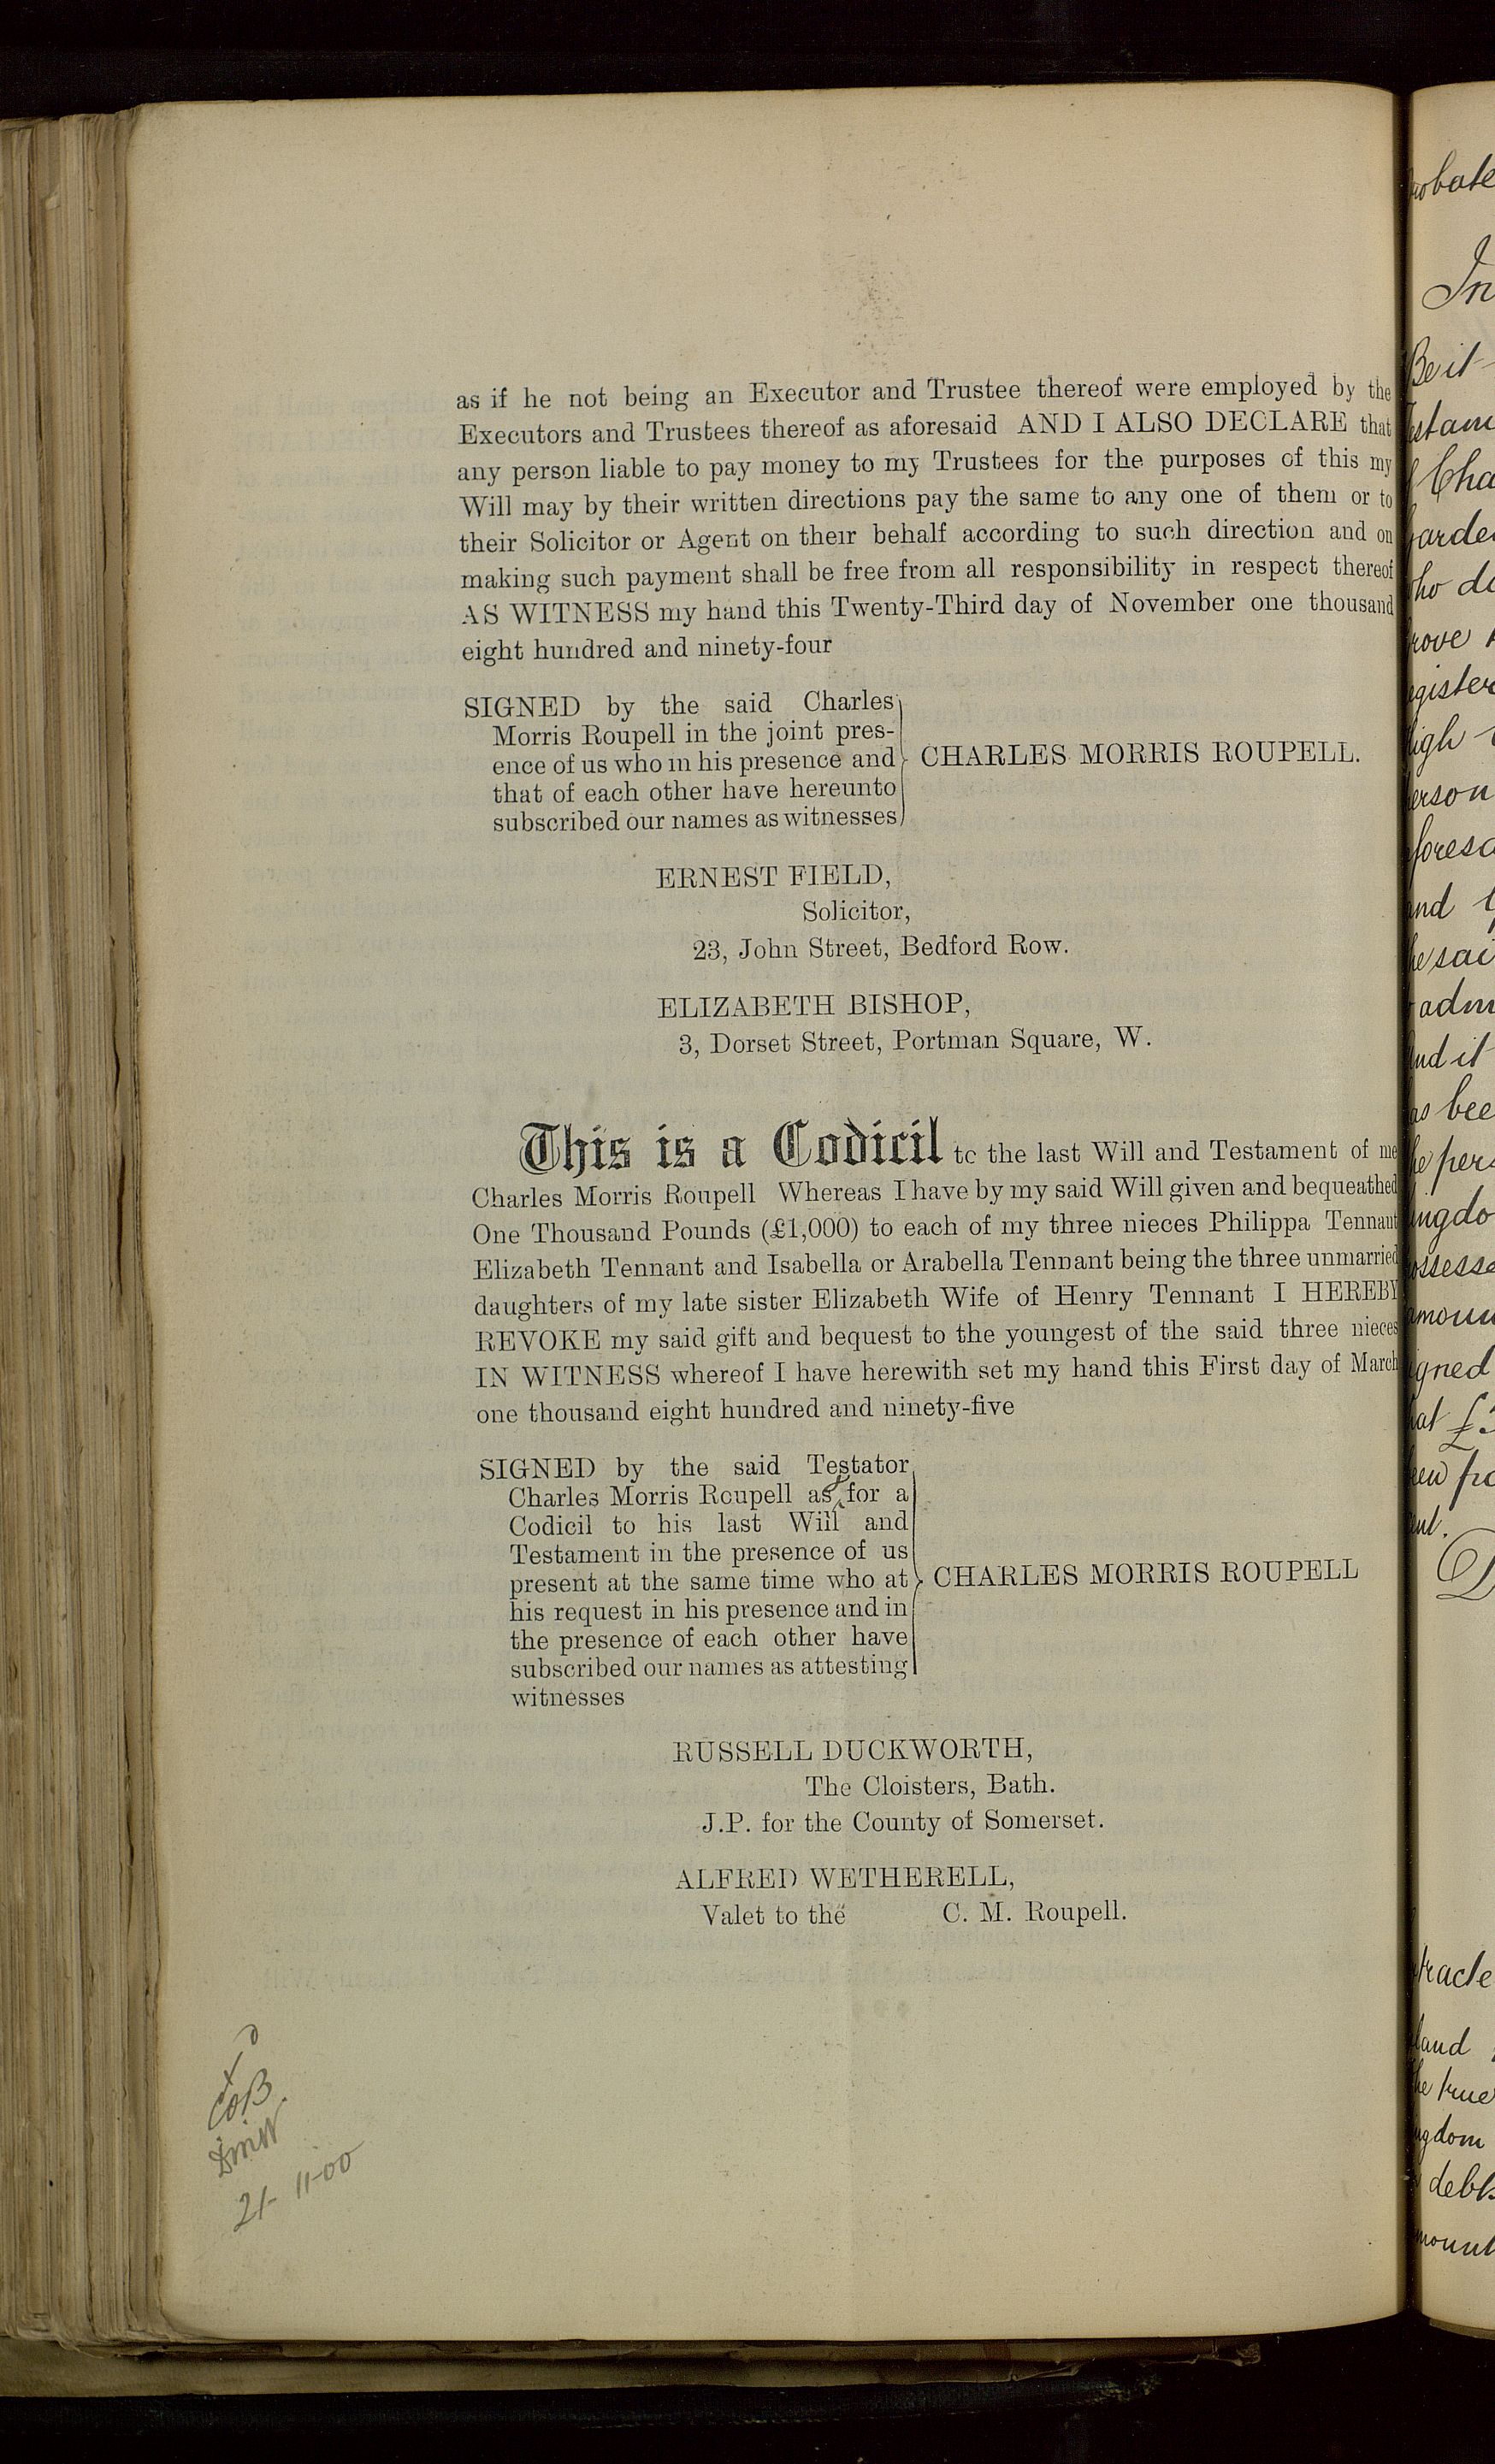 as if he not being an Executor and Trustee thereof were employed by the
Executors and Trustees thereof as aforesaid AND I ALSO DECLARE that
any person liable to pay money to my Trustees for the purposes of this my
Will may by their written directions pay the same to any one of them or to
their Solicitor or Agent on their behalf according to such direction and on
making such payment shall be free from all responsibility in respect thereof
AS WITNESS my hand this Twenty-Third day of November one thousand
eight hundred and ninety-four
SIGNED by the said Charles
Morris Roupell in the joint pres-
ence of us who in his presence and
that of each other have hereunto
subscribed our names as witnesses
CHARLES MORRIS ROUPELL.
ERNEST FIELD,
Solicitor,
23, John Street, Bedford Row.
ELIZABETH BISHOP,
3, Dorset Street, Portman Square, W.
This is a Codicil to the last Will and Testament of me
Charles Morris Roupell Whereas I have by my said Will given and bequeathed
One Thousand Pounds (£1,000) to each of my three nieces Philippa Tennant
Elizabeth Tennant and Isabella or Arabella Tennant being the three unmarried
daughters of my late sister Elizabeth Wife of Henry Tennant I HEREBY
REVOKE my said gift and bequest to the youngest of the said three nieces
IN WITNESS whereof I have herewith set my hand this First day of March
one thousand eight hundred and ninety-five
SIGNED by the said Testator
Charles Morris Roupell as & for a
Codicil to his last Will and
Testament in the presence of us
present at the same time who at
his request in his presence and in
the presence of each other have
subscribed our names as attesting
witnesses
CHARLES MORRIS ROUPELL
RUSSELL DUCKWORTH,
The Cloisters, Bath.
J.P. for the County of Somerset.
ALFRED WETHERELL,
Valet to the C. M. Roupell.
21-11-00
In
Be it